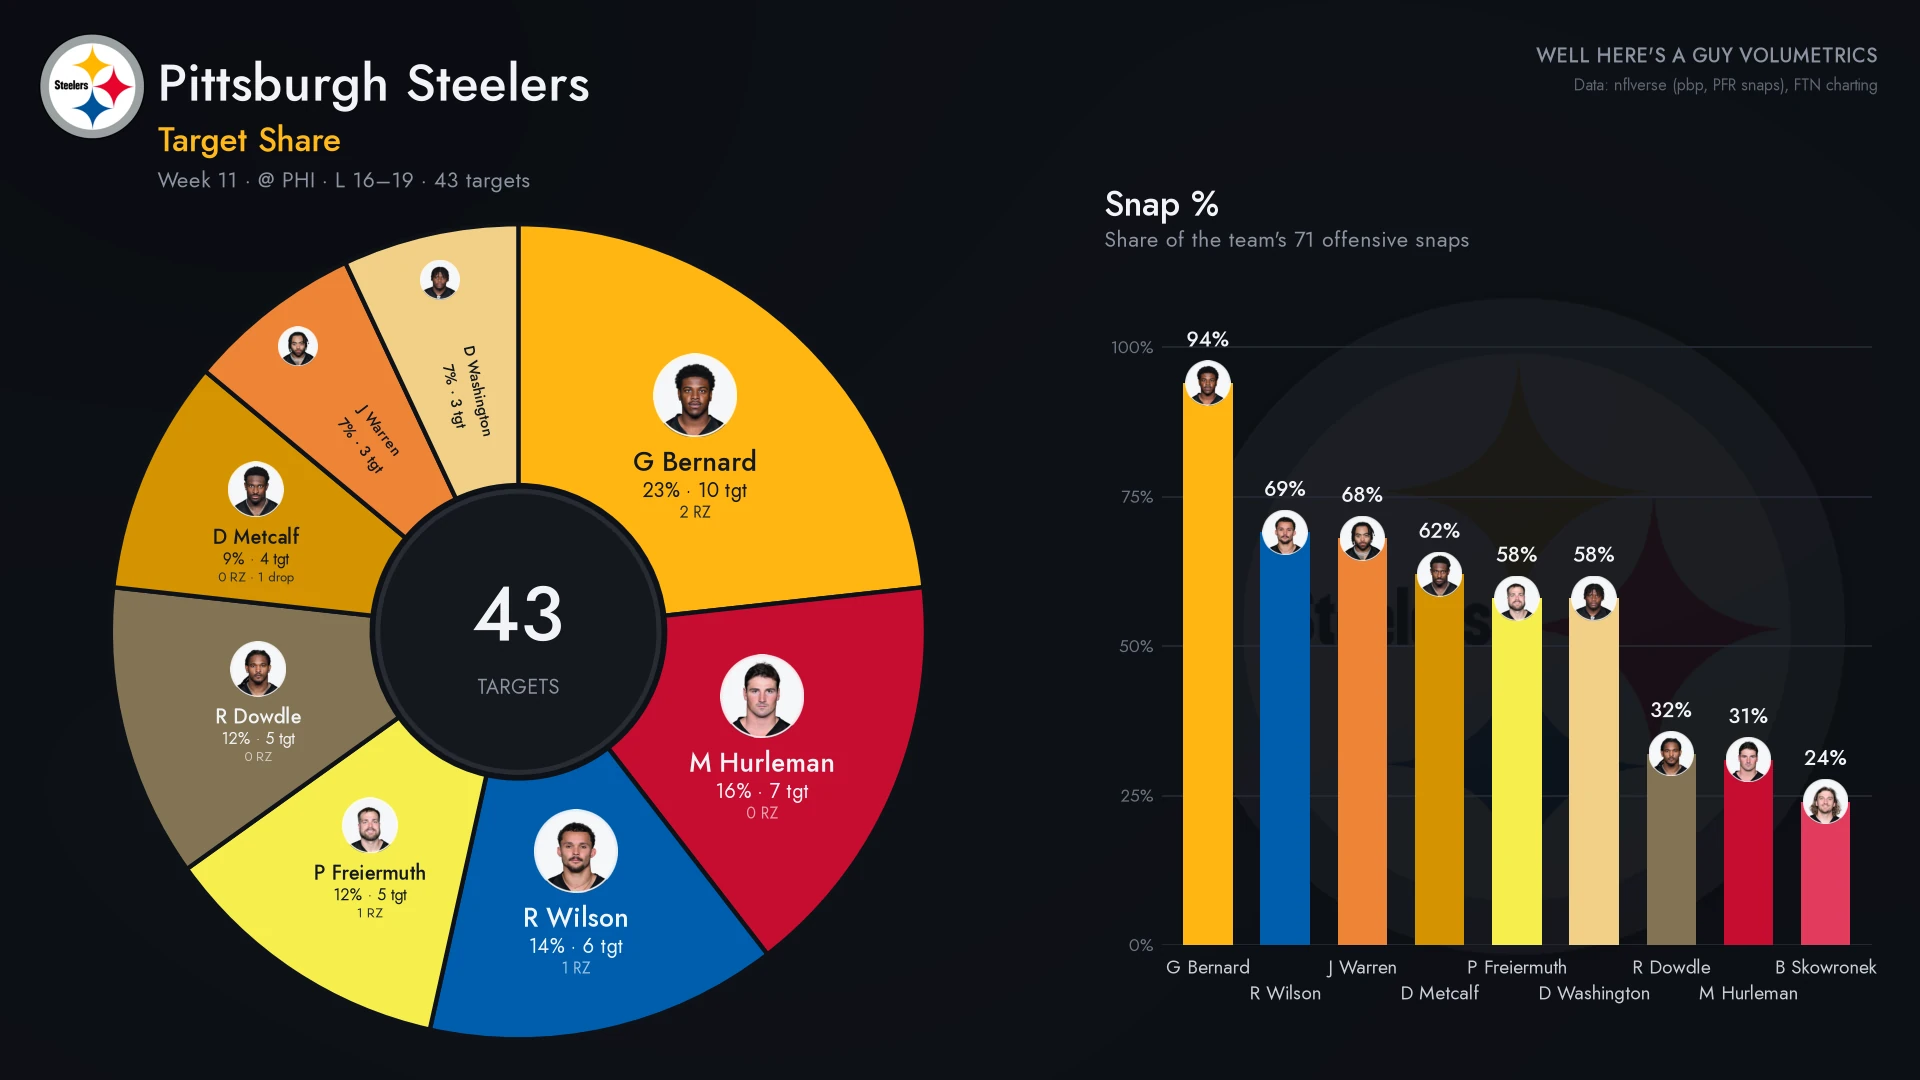 Steelers
Pittsburgh Steelers
Target Share
Week 11 · @ PHI · L 16–19 · 43 targets
WELL HERE'S A GUY VOLUMETRICS
Data: nflverse (pbp, PFR snaps), FTN charting
G Bernard
23% · 10 tgt
2 RZ
M Hurleman
16% · 7 tgt
0 RZ
R Wilson
14% · 6 tgt
1 RZ
P Freiermuth
12% · 5 tgt
1 RZ
R Dowdle
12% · 5 tgt
0 RZ
D Metcalf
9% · 4 tgt
0 RZ · 1 drop
J Warren
7% · 3 tgt
D Washington
7% · 3 tgt
43
TARGETS
Snap %
Share of the team's 71 offensive snaps
100%
75%
50%
25%
0%
94%
69%
68%
62%
58%
58%
32%
31%
24%
Steelers
G Bernard
R Wilson
J Warren
D Metcalf
P Freiermuth
D Washington
R Dowdle
M Hurleman
B Skowronek